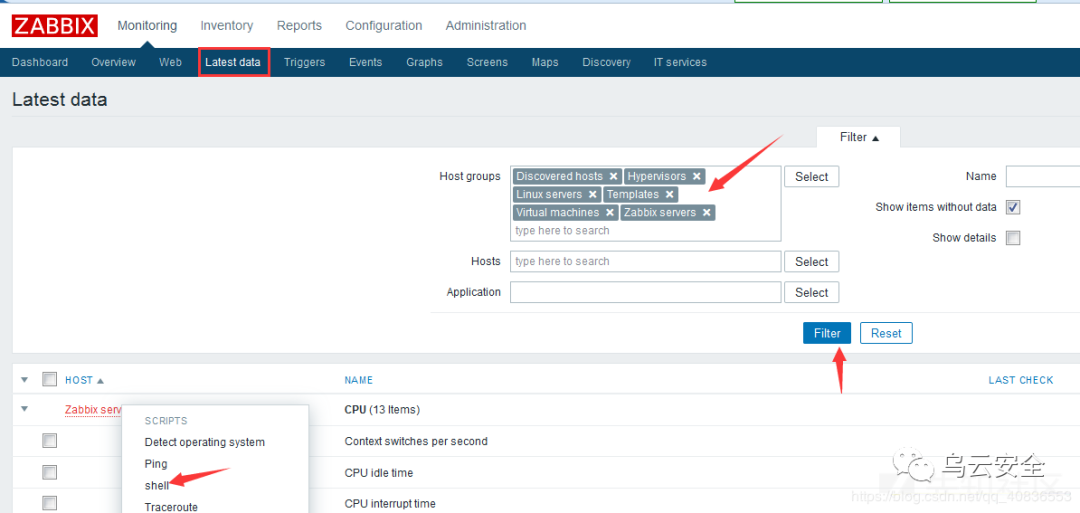 ZABBIX Monitoring Inventory Reports Configuration Administration
Dashboard Overview Web Latest data Triggers Events Graphs Screens Maps Discovery IT services
Latest data
Filter
Host groups Discovered hosts Hypervisors Select Name
Linux servers Templates Show items without data
Virtual machines Zabbix servers
type here to search Show details
Hosts type here to search Select
Application Select
Filter Reset
HOST NAME LAST CHECK
Zabbix serv CPU (13 Items)
SCRIPTS
Detect operating system Context switches per second
Ping
CPU idle time
shell
Traceroute CPU interrupt time
乌云安全
https://blog.csdn.net/qq_40836553